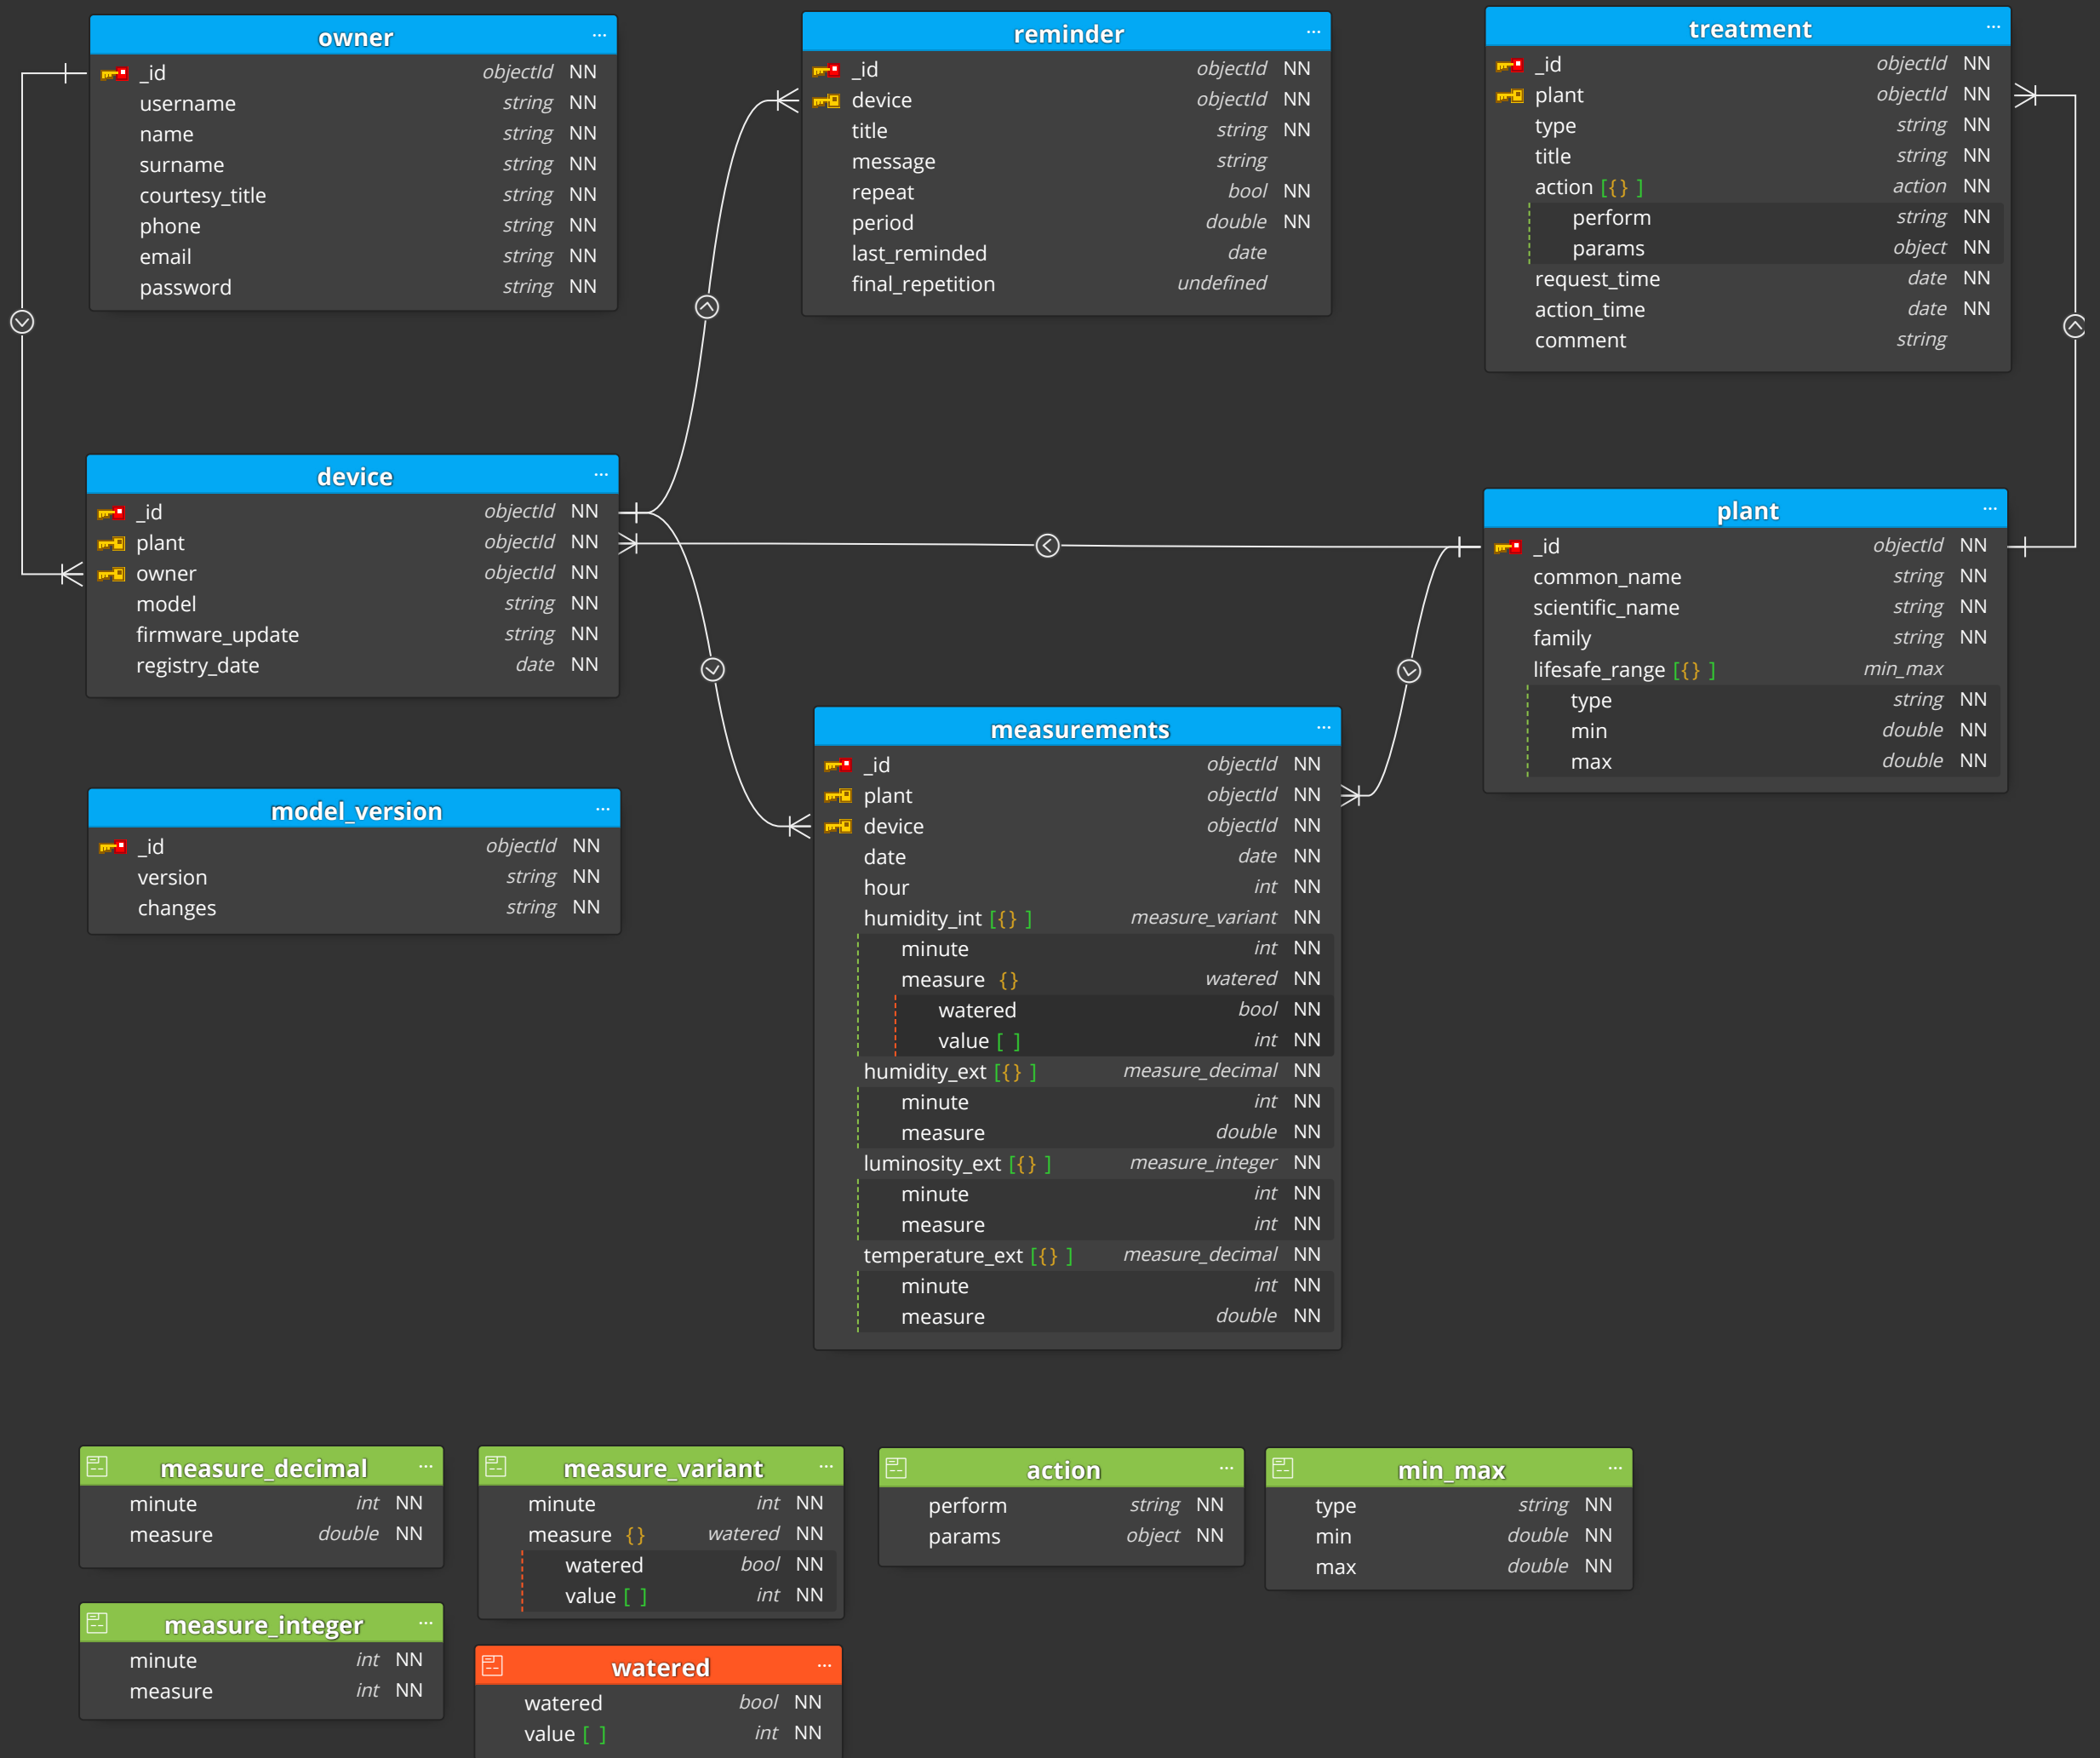 owner ...
_id objectId NN
username string NN
name string NN
surname string NN
courtesy_title string NN
phone string NN
email string NN
password string NN
reminder ...
_id objectId NN
device objectId NN
title string NN
message string
repeat bool NN
period double NN
last_reminded date
final_repetition undefined
treatment ...
_id objectId NN
plant objectId NN
type string NN
title string NN
action [{} ] action NN
perform string NN
params object NN
request_time date NN
action_time date NN
comment string
device ...
_id objectId NN
plant objectId NN
owner objectId NN
model string NN
firmware_update string NN
registry_date date NN
plant ...
_id objectId NN
common_name string NN
scientific_name string NN
family string NN
lifesafe_range [{} ] min_max
type string NN
min double NN
max double NN
measurements ...
_id objectId NN
plant objectId NN
device objectId NN
date date NN
hour int NN
humidity_int [{} ] measure_variant NN
minute int NN
measure {} watered NN
watered bool NN
value [ ] int NN
humidity_ext [{} ] measure_decimal NN
minute int NN
measure double NN
luminosity_ext [{} ] measure_integer NN
minute int NN
measure int NN
temperature_ext [{} ] measure_decimal NN
minute int NN
measure double NN
model_version ...
_id objectId NN
version string NN
changes string NN
measure_decimal ...
minute int NN
measure double NN
measure_variant ...
minute int NN
measure {} watered NN
watered bool NN
value [ ] int NN
action ...
perform string NN
params object NN
min_max ...
type string NN
min double NN
max double NN
measure_integer ...
minute int NN
measure int NN
watered ...
watered bool NN
value [ ] int NN